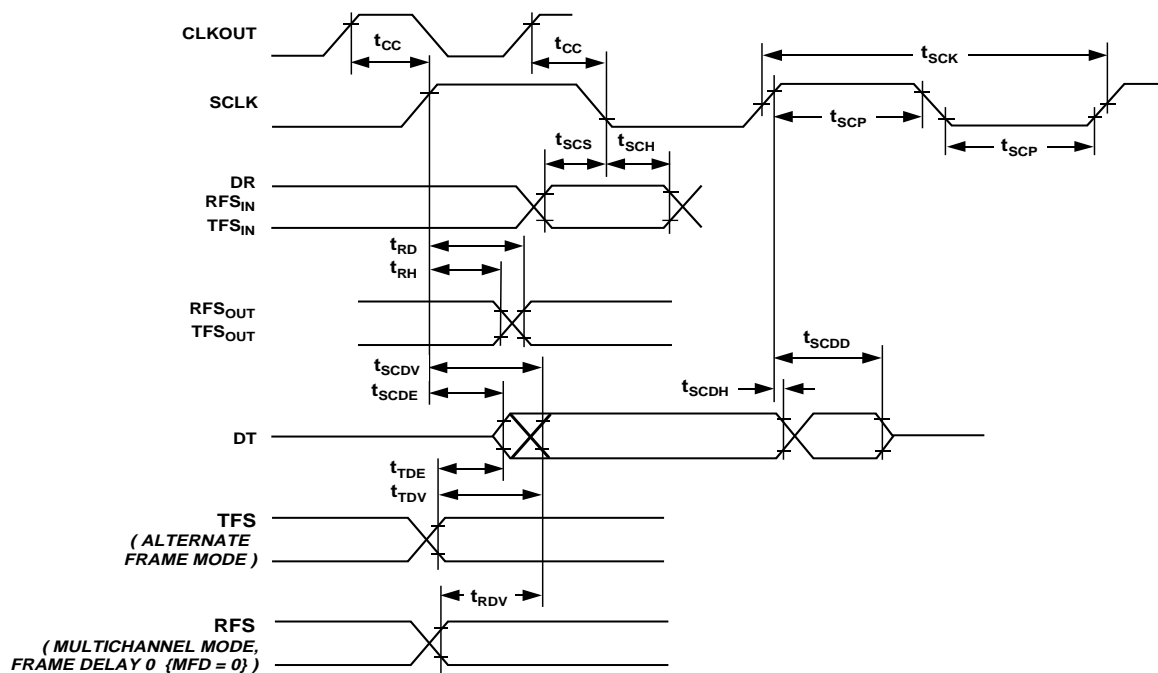 CLKOUT
tCC
tCC
tSCK
SCLK
tSCP
tSCP
tSCS
tSCH
DR
RFSIN
TFSIN
tRD
tRH
RFSOUT
TFSOUT
tSCDV
tSCDE
tSCDD
tSCDH
DT
tTDE
tTDV
TFS
( ALTERNATE
FRAME MODE )
tRDV
RFS
( MULTICHANNEL MODE,
FRAME DELAY 0 {MFD = 0} )